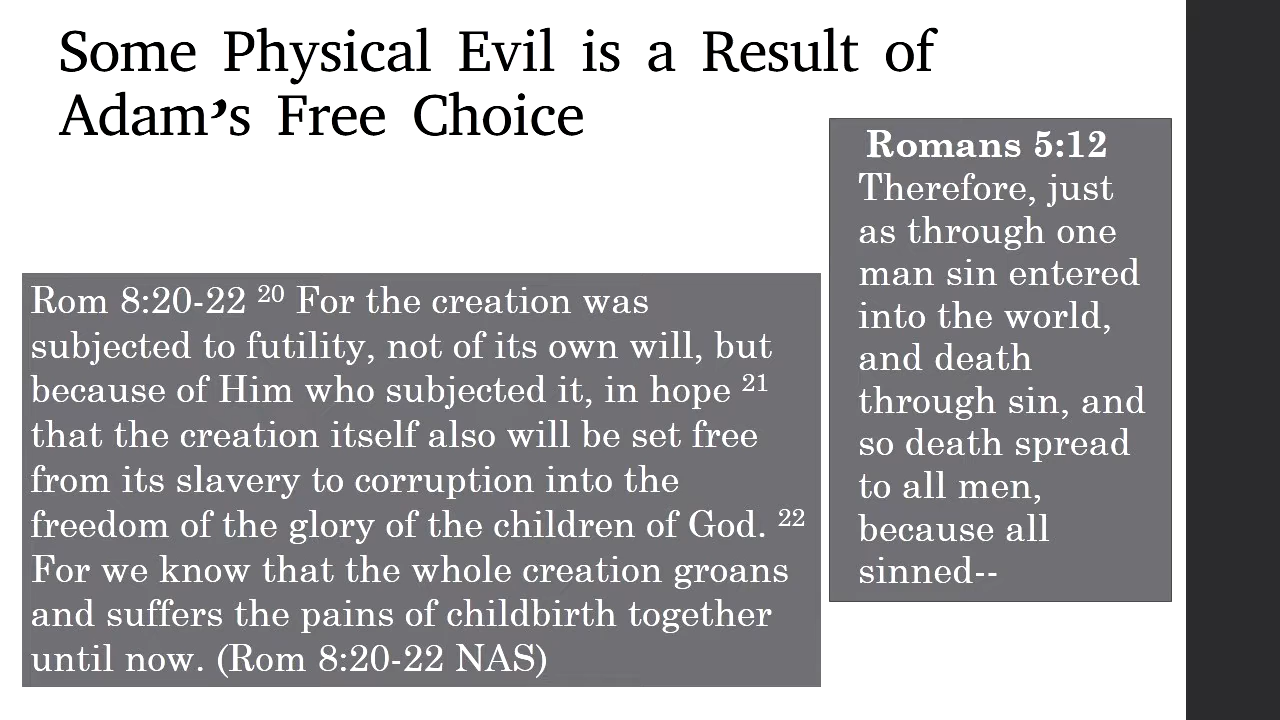 Some Physical Evil is a Result of
Adam’s Free Choice
Rom 8:20-22 ²⁰ For the creation was
subjected to futility, not of its own will, but
because of Him who subjected it, in hope ²¹
that the creation itself also will be set free
from its slavery to corruption into the
freedom of the glory of the children of God. ²²
For we know that the whole creation groans
and suffers the pains of childbirth together
until now. (Rom 8:20-22 NAS)
Romans 5:12
Therefore, just
as through one
man sin entered
into the world,
and death
through sin, and
so death spread
to all men,
because all
sinned--